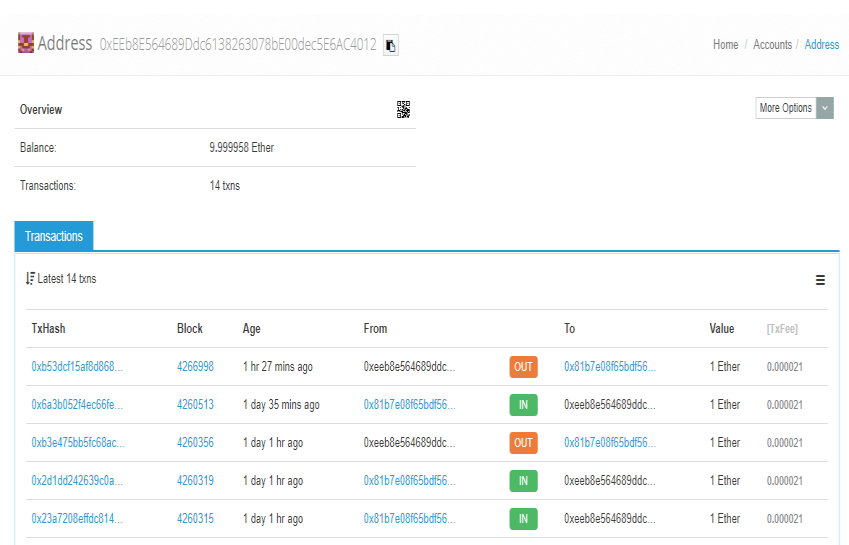 Address 0xEEb8E564689Ddc6138263078bE00dec5E6AC4012
Home / Accounts / Address
Overview
More Options
Balance: 9.999958 Ether
Transactions: 14 txns
Transactions
Latest 14 txns
TxHash Block Age From To Value [TxFee]
0xb53dcf15af8d868... 4266998 1 hr 27 mins ago 0xeeb8e564689ddc... OUT 0x81b7e08f65bdf56... 1 Ether 0.000021
0x6a3b052f4ec66fe... 4260513 1 day 35 mins ago 0x81b7e08f65bdf56... IN 0xeeb8e564689ddc... 1 Ether 0.000021
0xb3e475bb5fc68ac... 4260356 1 day 1 hr ago 0xeeb8e564689ddc... OUT 0x81b7e08f65bdf56... 1 Ether 0.000021
0x2d1dd242639c0a... 4260319 1 day 1 hr ago 0x81b7e08f65bdf56... IN 0xeeb8e564689ddc... 1 Ether 0.000021
0x23a7208effdc814... 4260315 1 day 1 hr ago 0x81b7e08f65bdf56... IN 0xeeb8e564689ddc... 1 Ether 0.000021